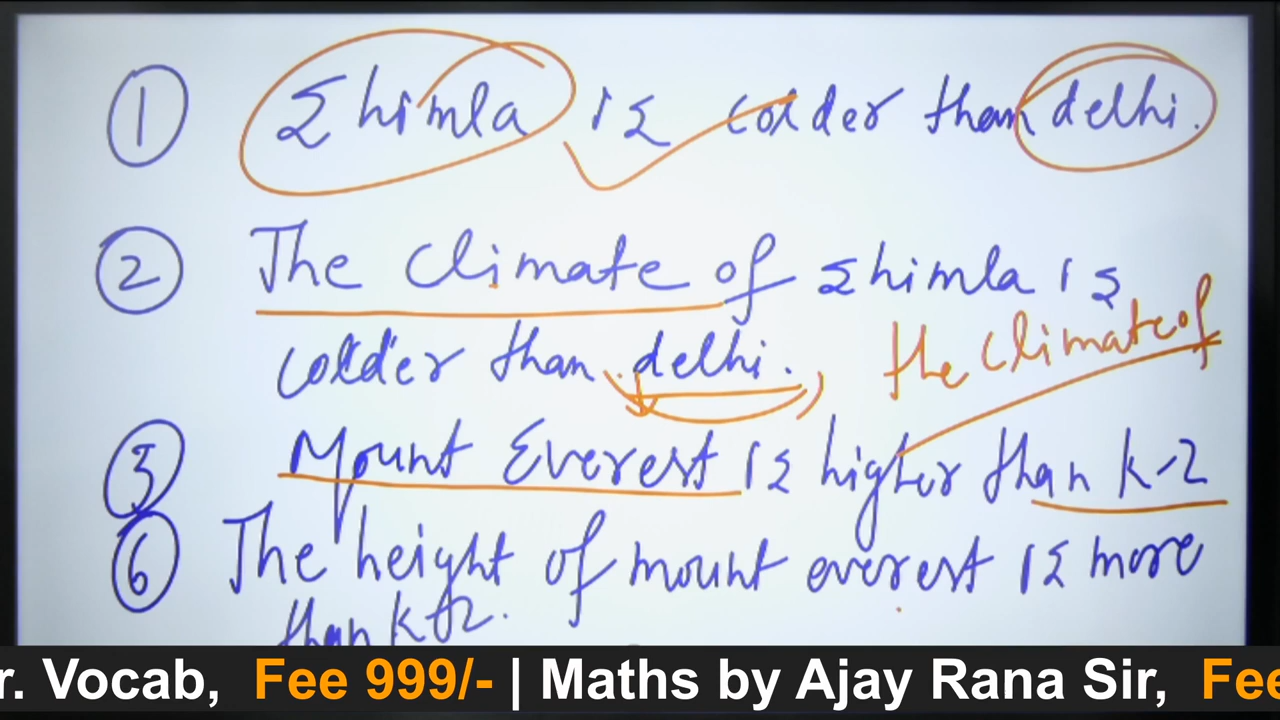 1 Shimla is colder than delhi.
2 The Climate of Shimla is
colder than delhi. the climate of
3 Mount Everest is higher than k-2
6 The height of mount everest is more
than k-2.
r. Vocab, Fee 999/- | Maths by Ajay Rana Sir, Fee